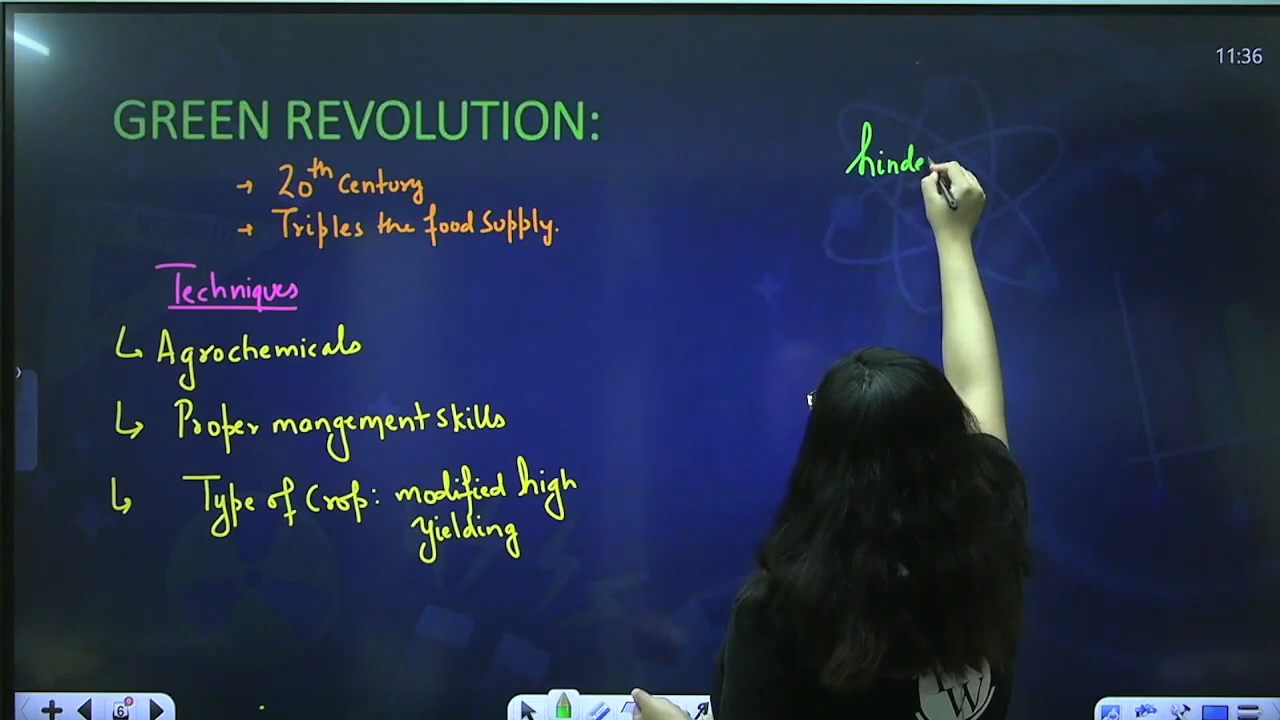 11:36
GREEN REVOLUTION:
→ 20th Century
→ Triples the food Supply.
Techniques
↳ Agrochemicals
↳ Proper mangement skills
↳ Type of Crop: modified high
yielding
hinde
6
W